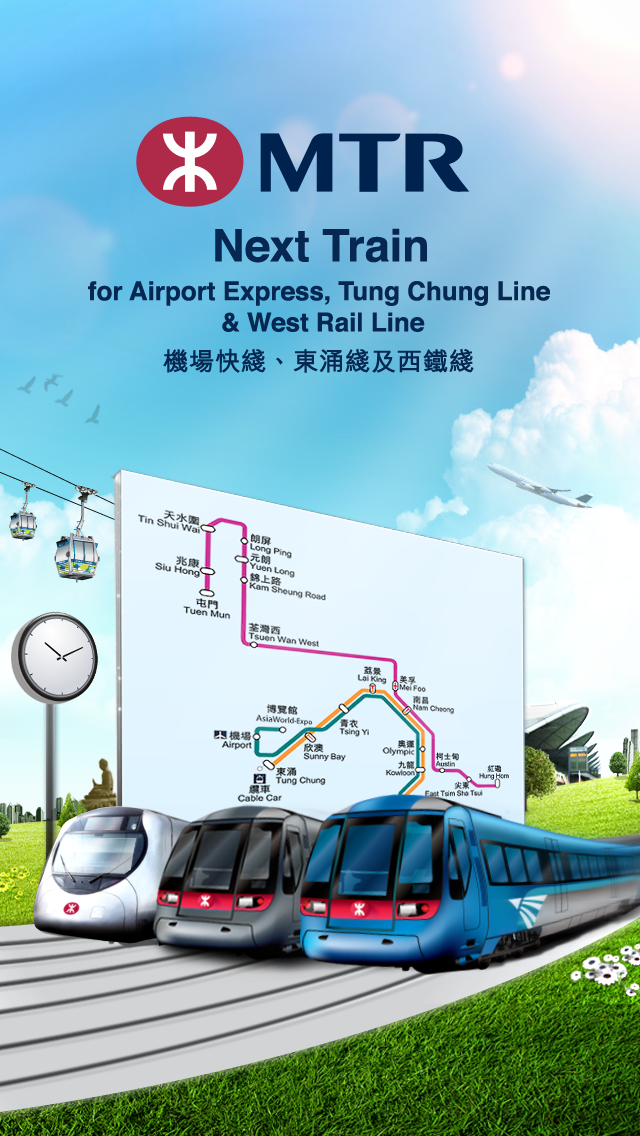 MTR
Next Train
for Airport Express, Tung Chung Line
& West Rail Line
機場快綫、東涌綫及西鐵綫
天水圍
Tin Shui Wai
朗屏
Long Ping
元朗
Yuen Long
兆康
Siu Hong
錦上路
Kam Sheung Road
屯門
Tuen Mun
荃灣西
Tsuen Wan West
荔景
Lai King
美孚
Mei Foo
南昌
Nam Cheong
博覽館
AsiaWorld-Expo
青衣
Tsing Yi
機場
Airport
欣澳
Sunny Bay
奧運
Olympic
柯士甸
Austin
九龍
Kowloon
紅磡
Hung Hom
尖東
East Tsim Sha Tsui
東涌
Tung Chung
纜車
Cable Car